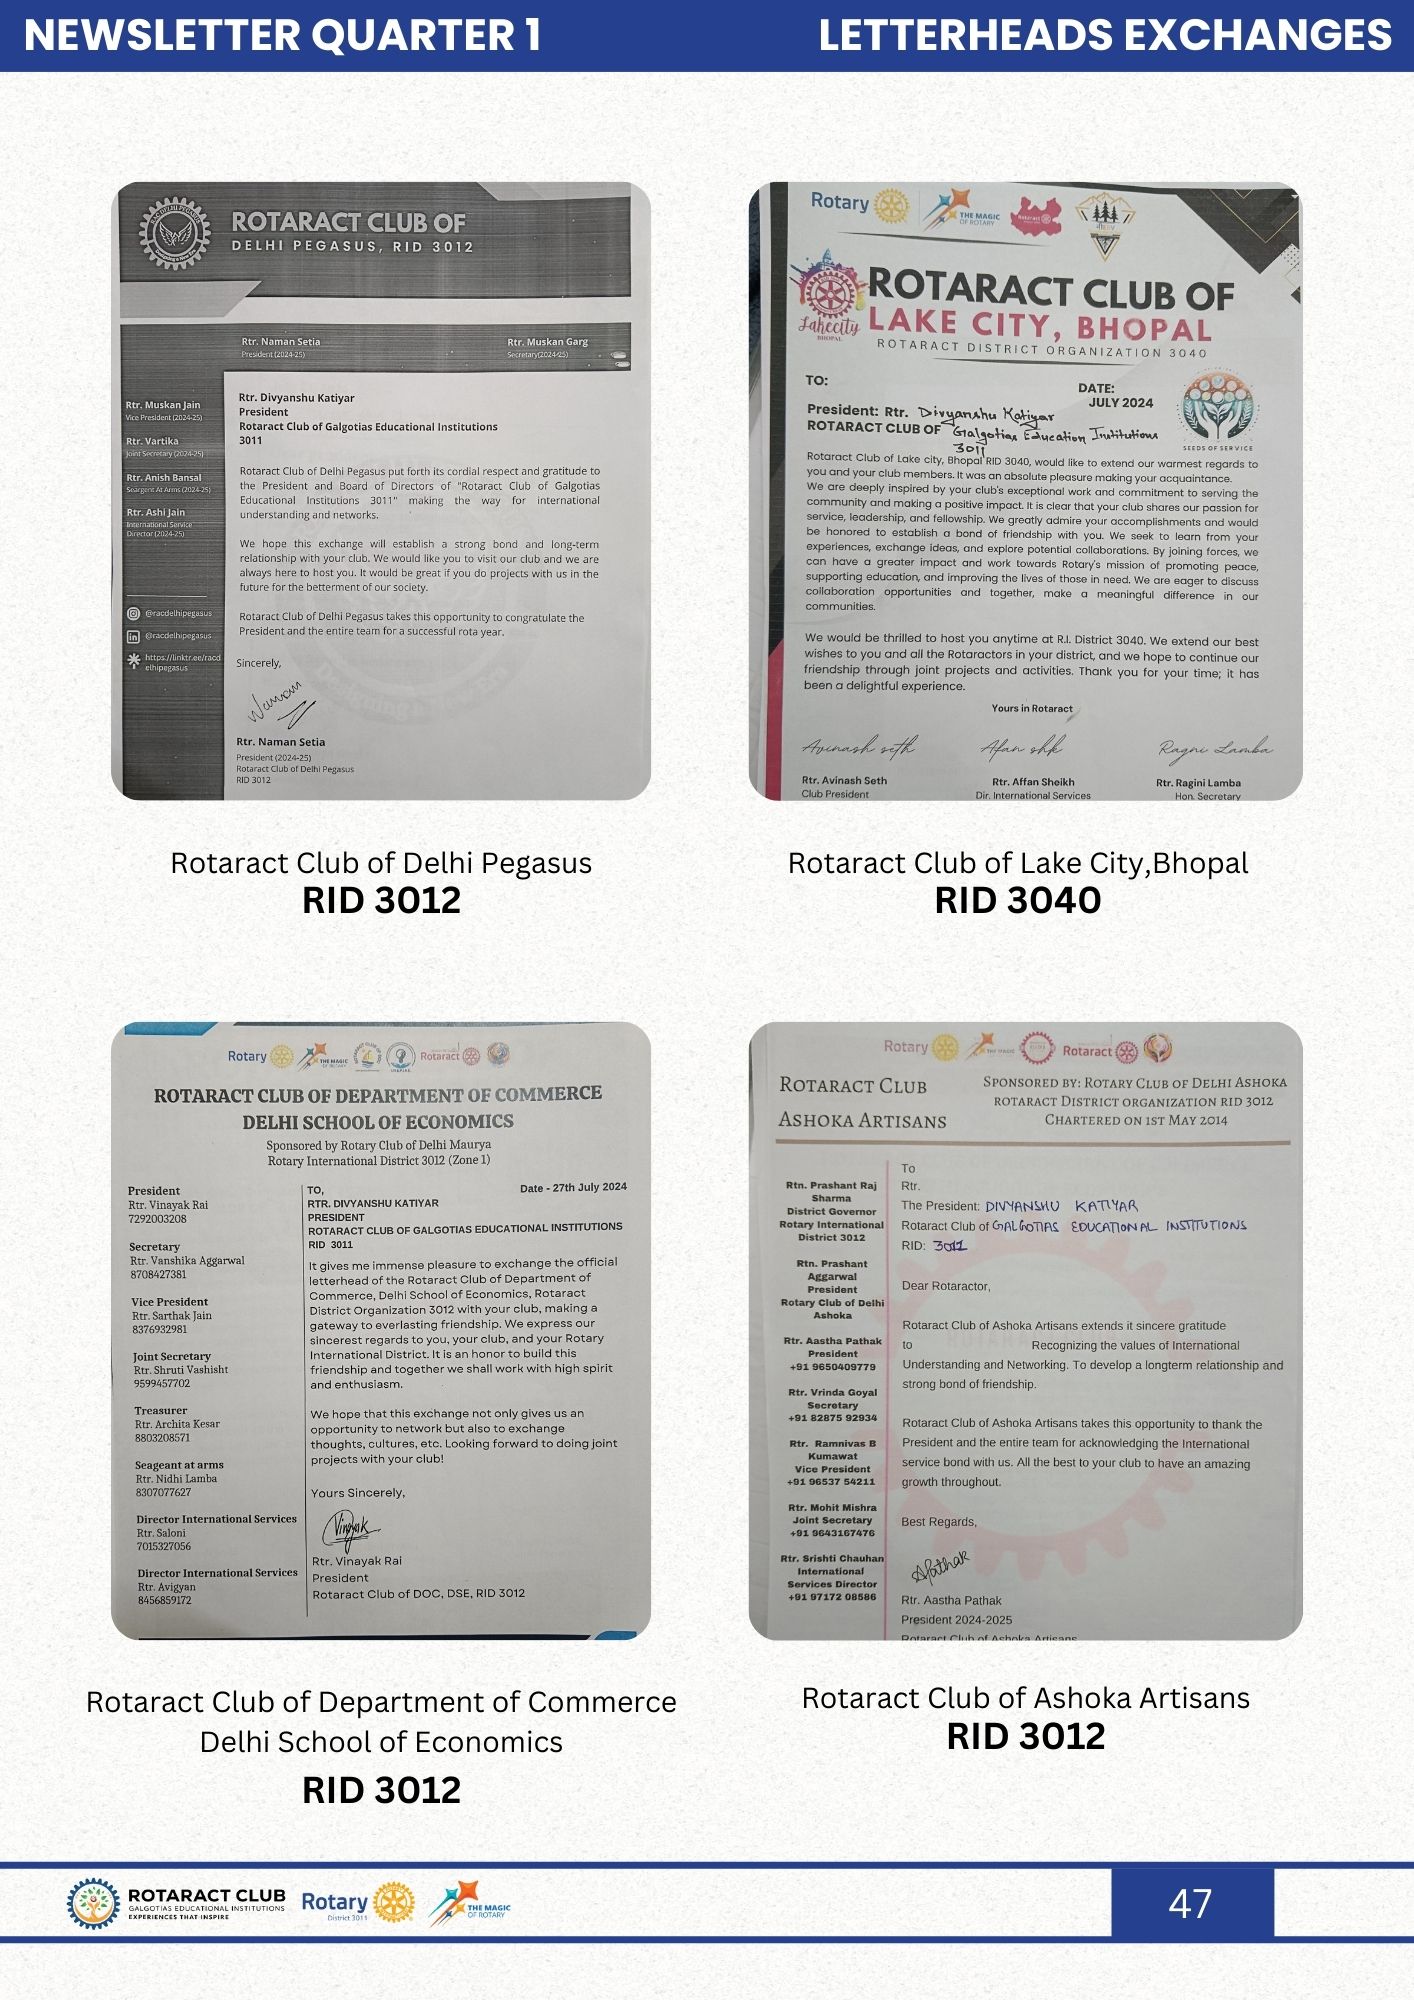 NEWSLETTER QUARTER 1
LETTERHEADS EXCHANGES
ROTARACT CLUB OF
DELHI PEGASUS, RID 3012
Rtr. Naman Setia
President (2024-25)
Rtr. Muskan Garg
Secretary(2024-25)
Rtr. Muskan Jain
Vice President (2024-25)
Rtr. Vartika
Joint Secretary (2024-25)
Rtr. Anish Bansal
Seargent At Arms (2024-25)
Rtr. Ashi Jain
International Service
Director (2024-25)
@racdelhipegasus
@racdelhipegasus
https://linktr.ee/racd
elhipegasus
Rtr. Divyanshu Katiyar
President
Rotaract Club of Galgotias Educational Institutions
3011
Rotaract Club of Delhi Pegasus put forth its cordial respect and gratitude to
the President and Board of Directors of "Rotaract Club of Galgotias
Educational Institutions 3011" making the way for international
understanding and networks.
We hope this exchange will establish a strong bond and long-term
relationship with your club. We would like you to visit our club and we are
always here to host you. It would be great if you do projects with us in the
future for the betterment of our society.
Rotaract Club of Delhi Pegasus takes this opportunity to congratulate the
President and the entire team for a successful rota year.
Sincerely,
Naman
Rtr. Naman Setia
President (2024-25)
Rotaract Club of Delhi Pegasus
RID 3012
Rotary
THE MAGIC
OF ROTARY
Lakecity
BHOPAL
ROTARACT CLUB OF
LAKE CITY, BHOPAL
ROTARACT DISTRICT ORGANIZATION 3040
TO:
DATE:
JULY 2024
President: Rtr. Divyanshu Katiyar
ROTARACT CLUB OF Galgotias Education Institutions
3011
SEEDS OF SERVICE
Rotaract Club of Lake city, Bhopal RID 3040, would like to extend our warmest regards to
you and your club members. It was an absolute pleasure making your acquaintance.
We are deeply inspired by your club's exceptional work and commitment to serving the
community and making a positive impact. It is clear that your club shares our passion for
service, leadership, and fellowship. We greatly admire your accomplishments and would
be honored to establish a bond of friendship with you. We seek to learn from your
experiences, exchange ideas, and explore potential collaborations. By joining forces, we
can have a greater impact and work towards Rotary's mission of promoting peace,
supporting education, and improving the lives of those in need. We are eager to discuss
collaboration opportunities and together, make a meaningful difference in our
communities.
We would be thrilled to host you anytime at R.I. District 3040. We extend our best
wishes to you and all the Rotaractors in your district, and we hope to continue our
friendship through joint projects and activities. Thank you for your time; it has
been a delightful experience.
Yours in Rotaract
Avinash seth
Afan shk
Ragni Lamba
Rtr. Avinash Seth
Club President
Rtr. Affan Sheikh
Dir. International Services
Rtr. Ragini Lamba
Hon. Secretary
Rotaract Club of Delhi Pegasus
RID 3012
Rotaract Club of Lake City,Bhopal
RID 3040
Rotary
THE MAGIC
OF ROTARY
Rotaract
ROTARACT CLUB OF DEPARTMENT OF COMMERCE
DELHI SCHOOL OF ECONOMICS
Sponsored by Rotary Club of Delhi Maurya
Rotary International District 3012 (Zone 1)
President
Rtr. Vinayak Rai
7292003208
Secretary
Rtr. Vanshika Aggarwal
8708427381
Vice President
Rtr. Sarthak Jain
8376932981
Joint Secretary
Rtr. Shruti Vashisht
9599457702
Treasurer
Rtr. Archita Kesar
8803208571
Seageant at arms
Rtr. Nidhi Lamba
8307077627
Director International Services
Rtr. Saloni
7015327056
Director International Services
Rtr. Avigyan
8456859172
TO,
Date - 27th July 2024
RTR. DIVYANSHU KATIYAR
PRESIDENT
ROTARACT CLUB OF GALGOTIAS EDUCATIONAL INSTITUTIONS
RID 3011
It gives me immense pleasure to exchange the official
letterhead of the Rotaract Club of Department of
Commerce, Delhi School of Economics, Rotaract
District Organization 3012 with your club, making a
gateway to everlasting friendship. We express our
sincerest regards to you, your club, and your Rotary
International District. It is an honor to build this
friendship and together we shall work with high spirit
and enthusiasm.
We hope that this exchange not only gives us an
opportunity to network but also to exchange
thoughts, cultures, etc. Looking forward to doing joint
projects with your club!
Yours Sincerely,
Vinayak
Rtr. Vinayak Rai
President
Rotaract Club of DOC, DSE, RID 3012
Rotary
THE MAGIC
Rotaract
ROTARACT CLUB
ASHOKA ARTISANS
SPONSORED BY: ROTARY CLUB OF DELHI ASHOKA
ROTARACT DISTRICT ORGANIZATION RID 3012
CHARTERED ON 1ST MAY 2014
Rtn. Prashant Raj
Sharma
District Governor
Rotary International
District 3012
Rtn. Prashant
Aggarwal
President
Rotary Club of Delhi
Ashoka
Rtr. Aastha Pathak
President
+91 9650409779
Rtr. Vrinda Goyal
Secretary
+91 82875 92934
Rtr. Ramnivas B
Kumawat
Vice President
+91 96537 54211
Rtr. Mohit Mishra
Joint Secretary
+91 9643167476
Rtr. Srishti Chauhan
International
Services Director
+91 97172 08586
To
Rtr.
The President: DIVYANSHU KATIYAR
Rotaract Club of GALGOTIAS EDUCATIONAL INSTITUTIONS
RID: 3011
Dear Rotaractor,
Rotaract Club of Ashoka Artisans extends it sincere gratitude
to Recognizing the values of International
Understanding and Networking. To develop a longterm relationship and
strong bond of friendship.
Rotaract Club of Ashoka Artisans takes this opportunity to thank the
President and the entire team for acknowledging the International
service bond with us. All the best to your club to have an amazing
growth throughout.
Best Regards,
APathak
Rtr. Aastha Pathak
President 2024-2025
Rotaract Club of Ashoka Artisans
Rotaract Club of Department of Commerce
Delhi School of Economics
RID 3012
Rotaract Club of Ashoka Artisans
RID 3012
ROTARACT CLUB
GALGOTIAS EDUCATIONAL INSTITUTIONS
EXPERIENCES THAT INSPIRE
Rotary
District 3011
THE MAGIC
OF ROTARY
47